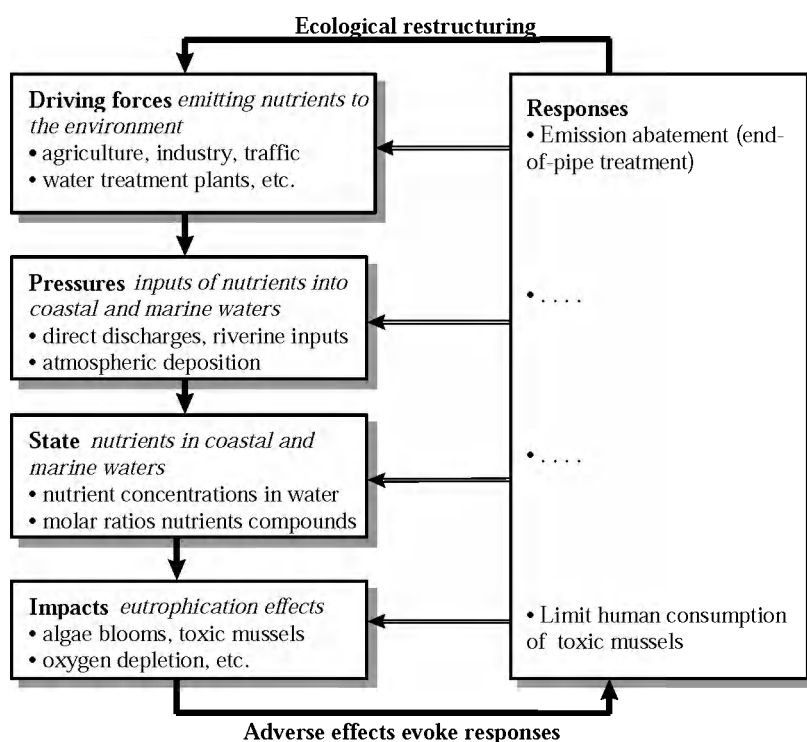 Ecological restructuring
Driving forces emitting nutrients to
the environment
• agriculture, industry, traffic
• water treatment plants, etc.
Pressures inputs of nutrients into
coastal and marine waters
• direct discharges, riverine inputs
• atmospheric deposition
State nutrients in coastal and
marine waters
• nutrient concentrations in water
• molar ratios nutrients compounds
Impacts eutrophication effects
• algae blooms, toxic mussels
• oxygen depletion, etc.
Responses
• Emission abatement (end-
of-pipe treatment)
• . . . .
• . . . .
• Limit human consumption
of toxic mussels
Adverse effects evoke responses